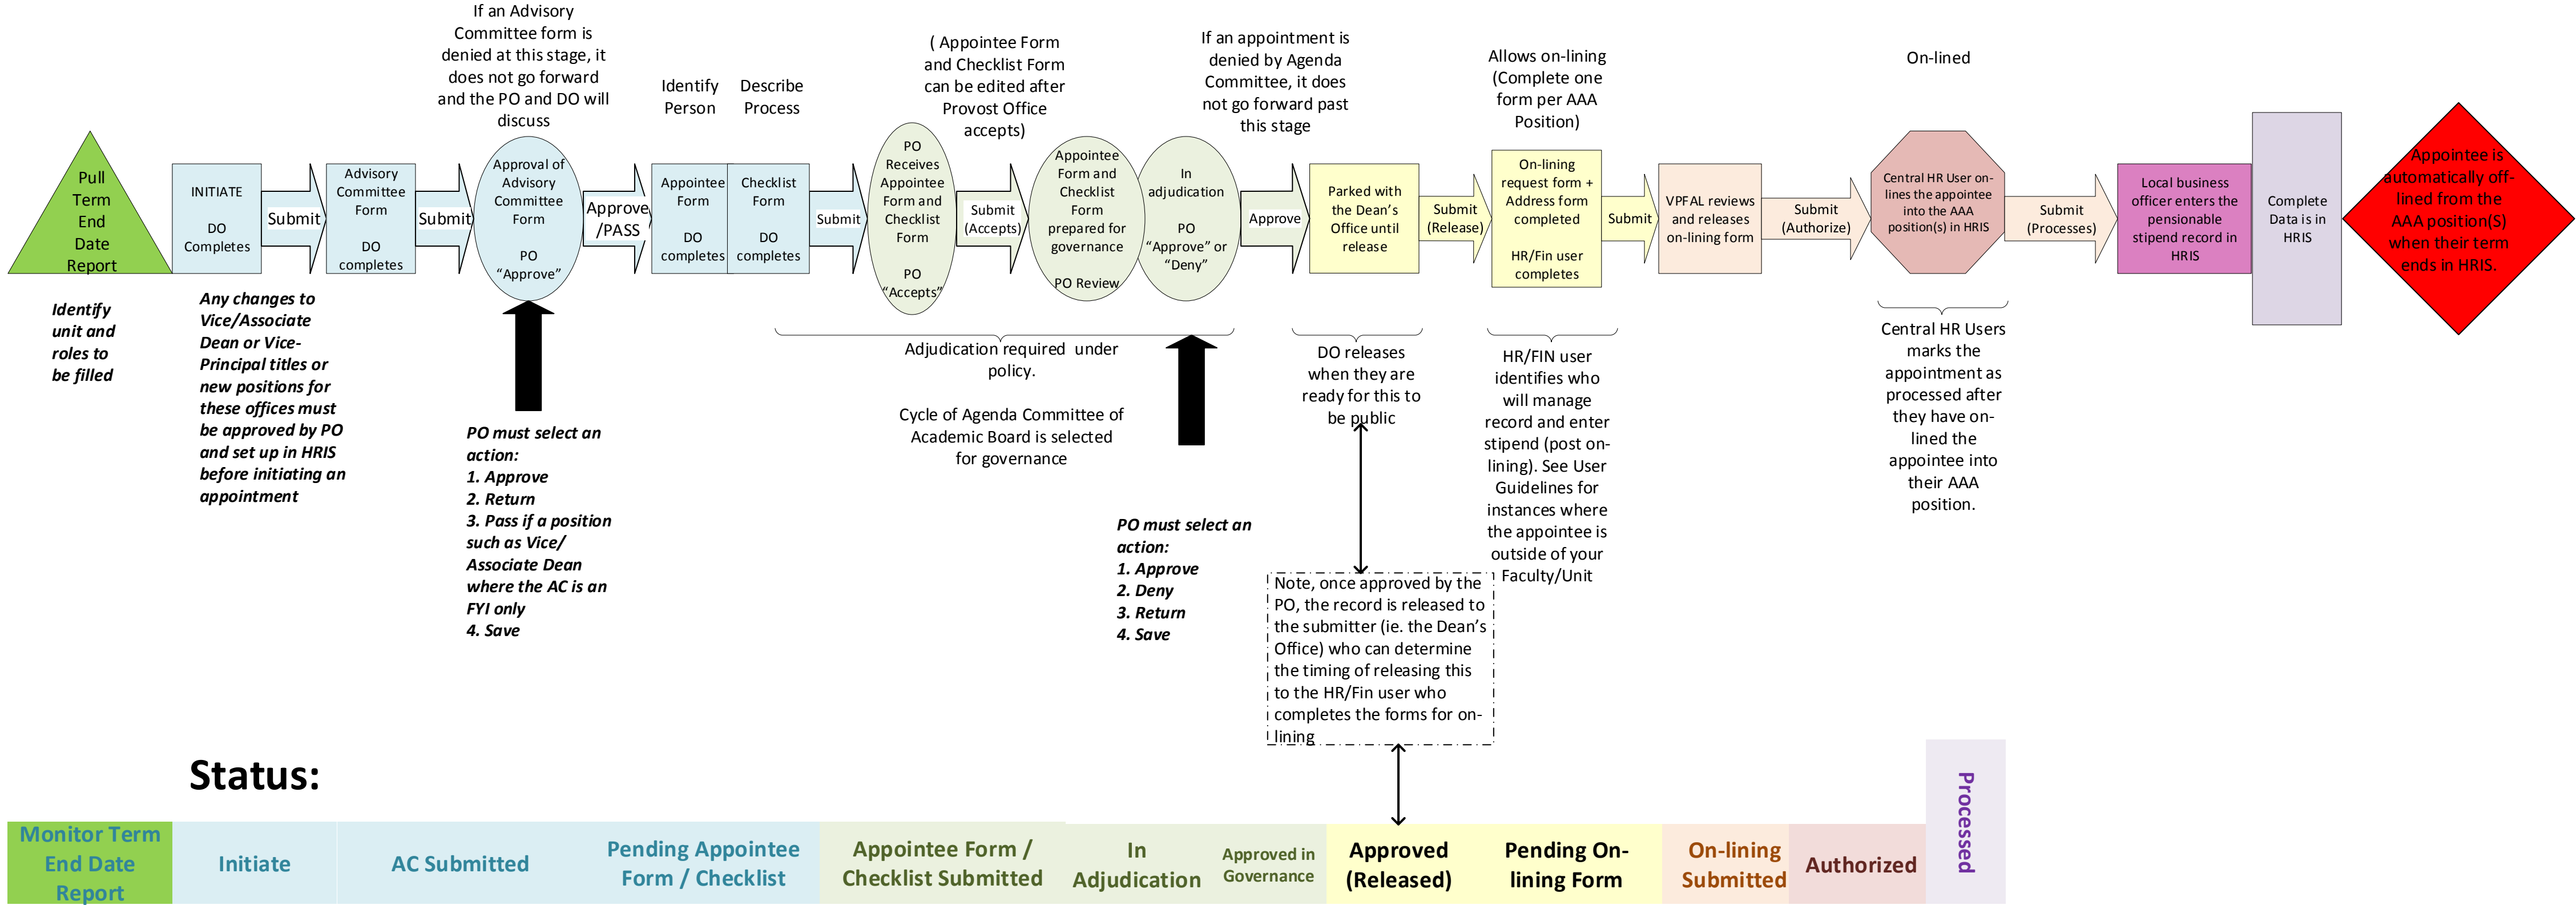 If an Advisory
Committee form is
denied at this stage, it
does not go forward
and the PO and DO will
discuss
Identify
Person
Describe
Process
( Appointee Form
and Checklist Form
can be edited after
Provost Office
accepts)
If an appointment is
denied by Agenda
Committee, it does
not go forward past
this stage
Allows on-lining
(Complete one
form per AAA
Position)
On-lined
Pull
Term
End
Date
Report
INITIATE
DO
Completes
Submit
Advisory
Committee
Form
DO
completes
Submit
Approval of
Advisory
Committee
Form
PO
“Approve”
Approve
/PASS
Appointee
Form
DO
completes
Checklist
Form
DO
completes
Submit
PO
Receives
Appointee
Form and
Checklist
Form
PO
“Accepts”
Submit
(Accepts)
Appointee
Form and
Checklist
Form
prepared for
governance
PO Review
In
adjudication
PO
“Approve” or
“Deny”
Approve
Parked with
the Dean’s
Office until
release
Submit
(Release)
On-lining
request form +
Address form
completed
HR/Fin user
completes
Submit
VPFAL reviews
and releases
on-lining form
Submit
(Authorize)
Central HR User on-
lines the appointee
into the AAA
position(s) in HRIS
Submit
(Processes)
Local business
officer enters the
pensionable
stipend record in
HRIS
Complete
Data is in
HRIS
Appointee is
automatically off-
lined from the
AAA position(S)
when their term
ends in HRIS.
Identify
unit and
roles to
be filled
Any changes to
Vice/Associate
Dean or Vice-
Principal titles or
new positions for
these offices must
be approved by PO
and set up in HRIS
before initiating an
appointment
PO must select an
action:
1. Approve
2. Return
3. Pass if a position
such as Vice/
Associate Dean
where the AC is an
FYI only
4. Save
Adjudication required under
policy.
Cycle of Agenda Committee of
Academic Board is selected
for governance
PO must select an
action:
1. Approve
2. Deny
3. Return
4. Save
DO releases
when they are
ready for this to
be public
Note, once approved by the
PO, the record is released to
the submitter (ie. the Dean’s
Office) who can determine
the timing of releasing this
to the HR/Fin user who
completes the forms for on-
lining
HR/FIN user
identifies who
will manage
record and enter
stipend (post on-
lining). See User
Guidelines for
instances where
the appointee is
outside of your
Faculty/Unit
Central HR Users
marks the
appointment as
processed after
they have on-
lined the
appointee into
their AAA
position.
Status:
Monitor Term
End Date
Report
Initiate
AC Submitted
Pending Appointee
Form / Checklist
Appointee Form /
Checklist Submitted
In
Adjudication
Approved in
Governance
Approved
(Released)
Pending On-
lining Form
On-lining
Submitted
Authorized
Processed